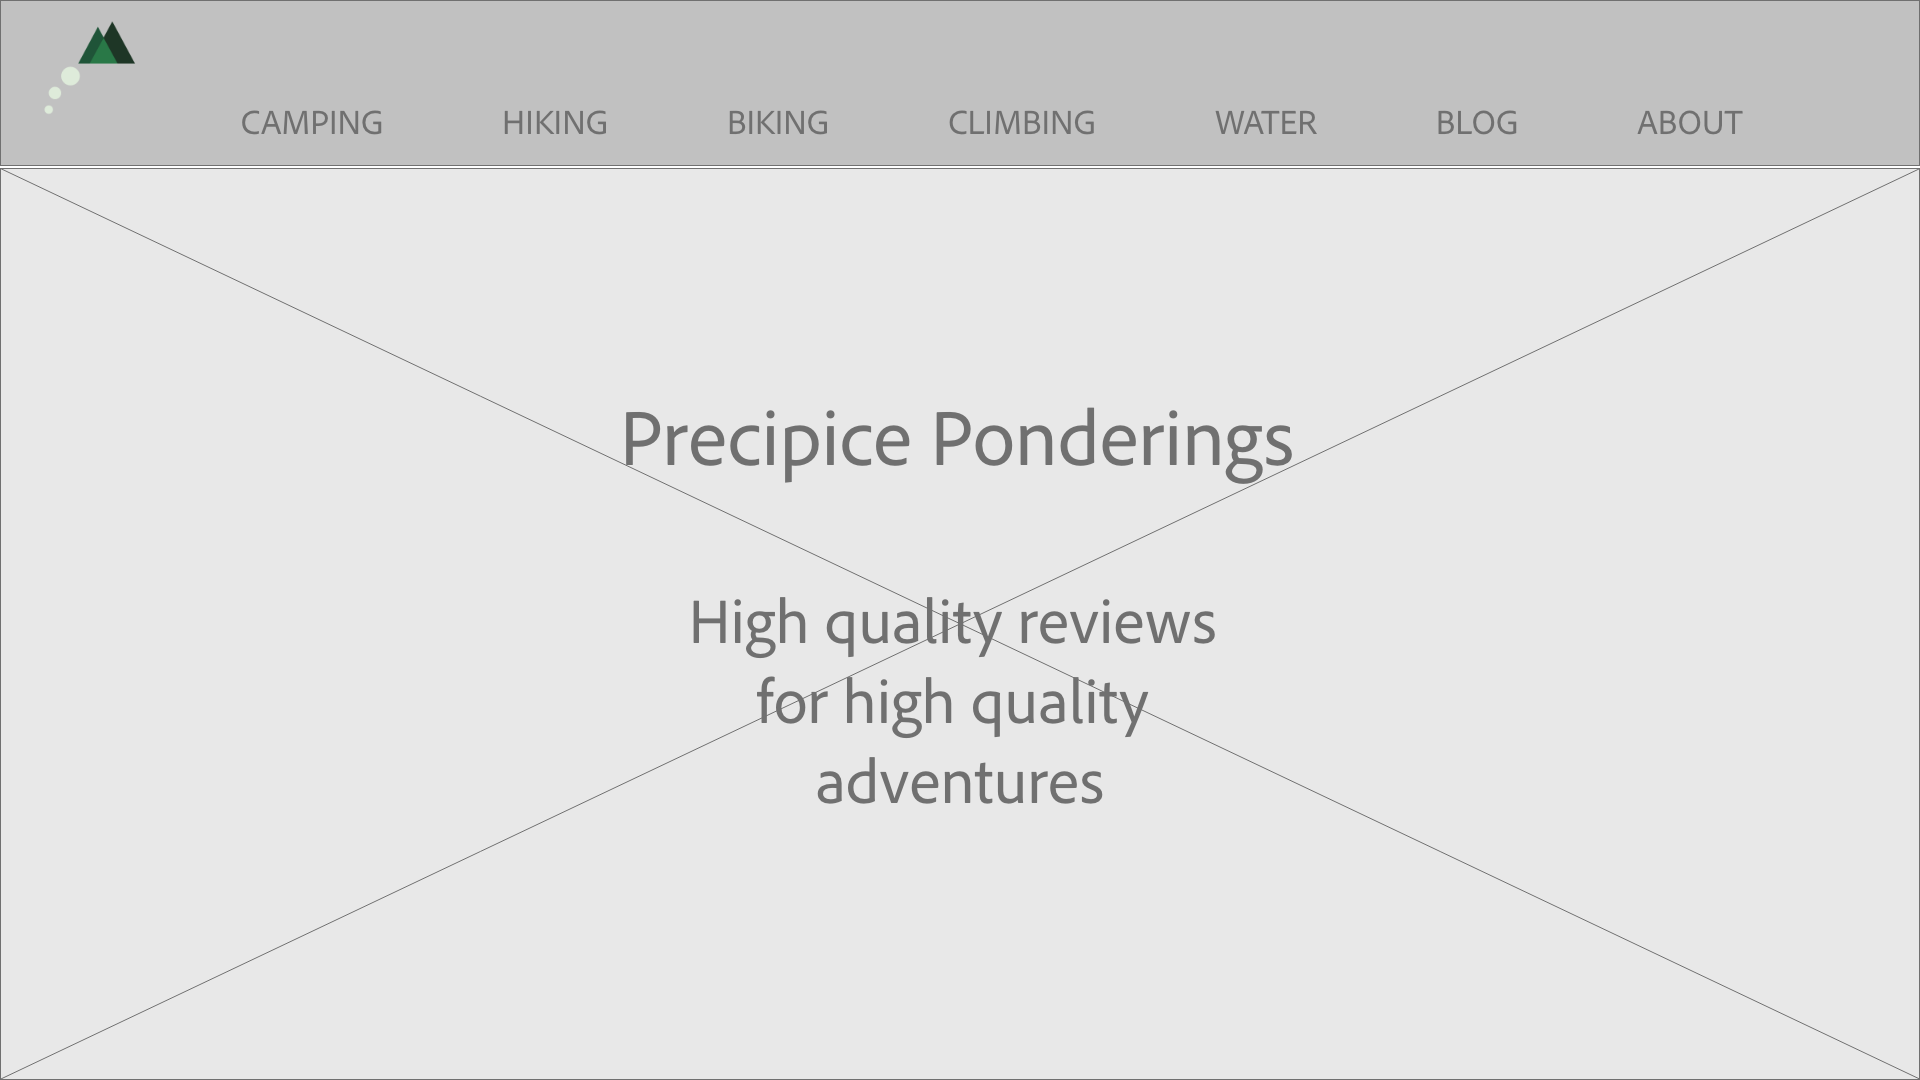 CAMPING HIKING BIKING CLIMBING WATER BLOG ABOUT
Precipice Ponderings
High quality reviews
for high quality
adventures